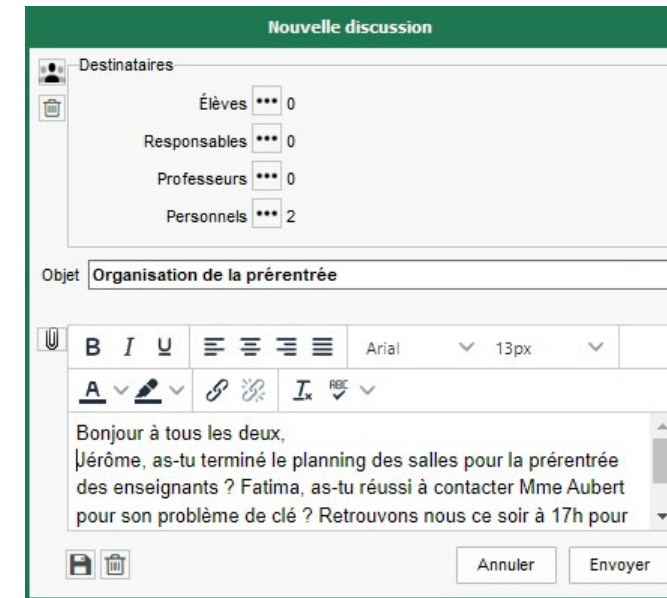 Nouvelle discussion
Destinataires
Élèves ••• 0
Responsables ••• 0
Professeurs ••• 0
Personnels ••• 2
Objet Organisation de la prérentrée
B I U Arial 13px
A ABC
Bonjour à tous les deux,
Jérôme, as-tu terminé le planning des salles pour la prérentrée
des enseignants ? Fatima, as-tu réussi à contacter Mme Aubert
pour son problème de clé ? Retrouvons nous ce soir à 17h pour
Annuler Envoyer